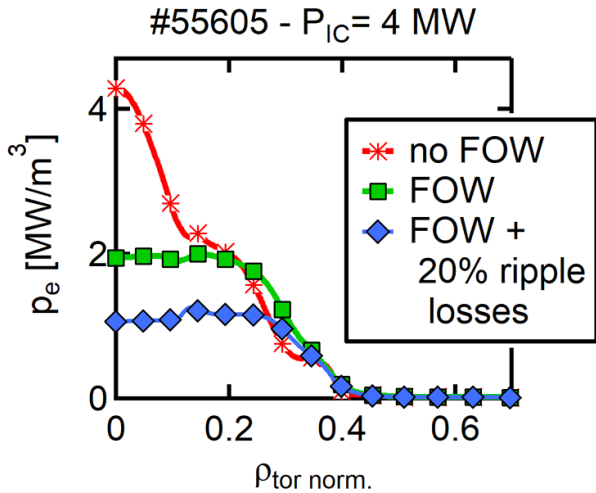 #55605 - P_IC= 4 MW
p_e [MW/m^3]
4
2
0
no FOW
FOW
FOW +
20% ripple
losses
0
0.2
0.4
0.6
ρ_tor norm.